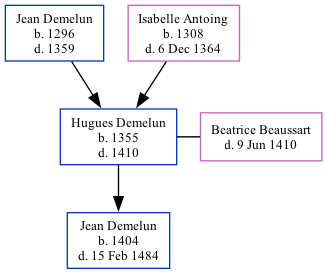 Jean Demelun
b. 1296
d. 1359
Isabelle Antoing
b. 1308
d. 6 Dec 1364
Hugues Demelun
b. 1355
d. 1410
Beatrice Beaussart
d. 9 Jun 1410
Jean Demelun
b. 1404
d. 15 Feb 1484